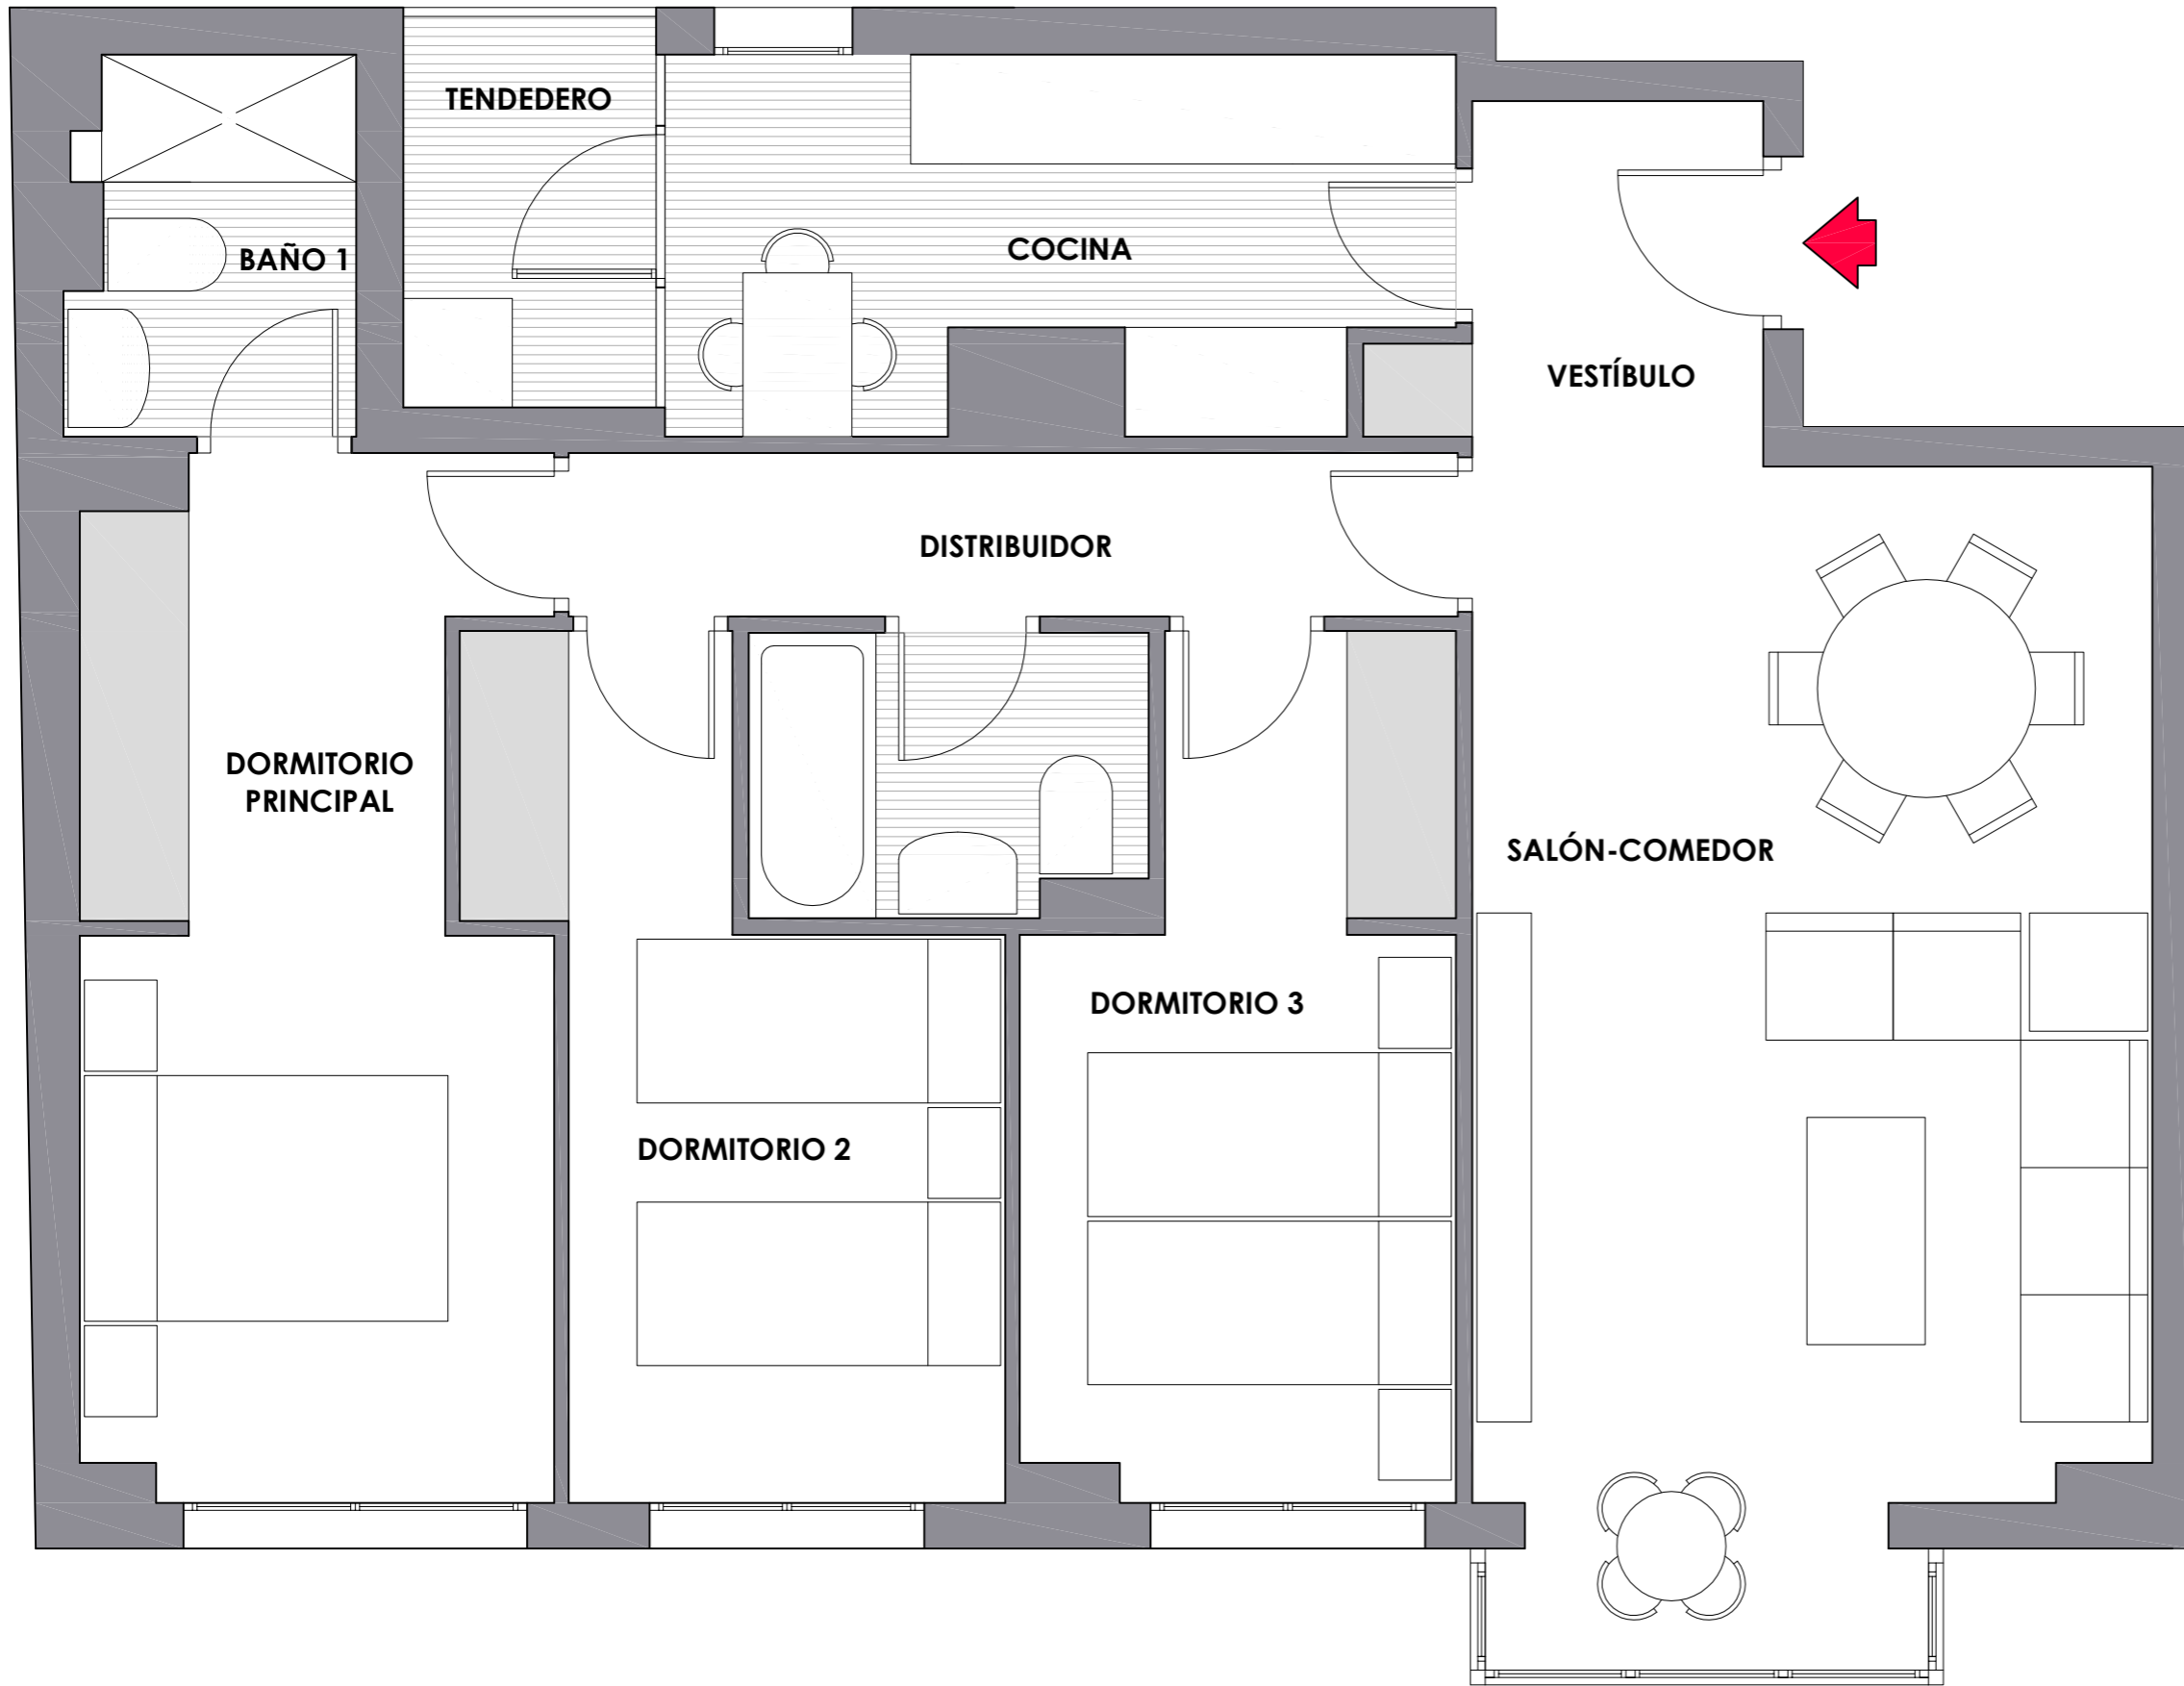 TENDEDERO
BAÑO 1
COCINA
VESTÍBULO
DISTRIBUIDOR
DORMITORIO
PRINCIPAL
SALÓN-COMEDOR
DORMITORIO 3
DORMITORIO 2